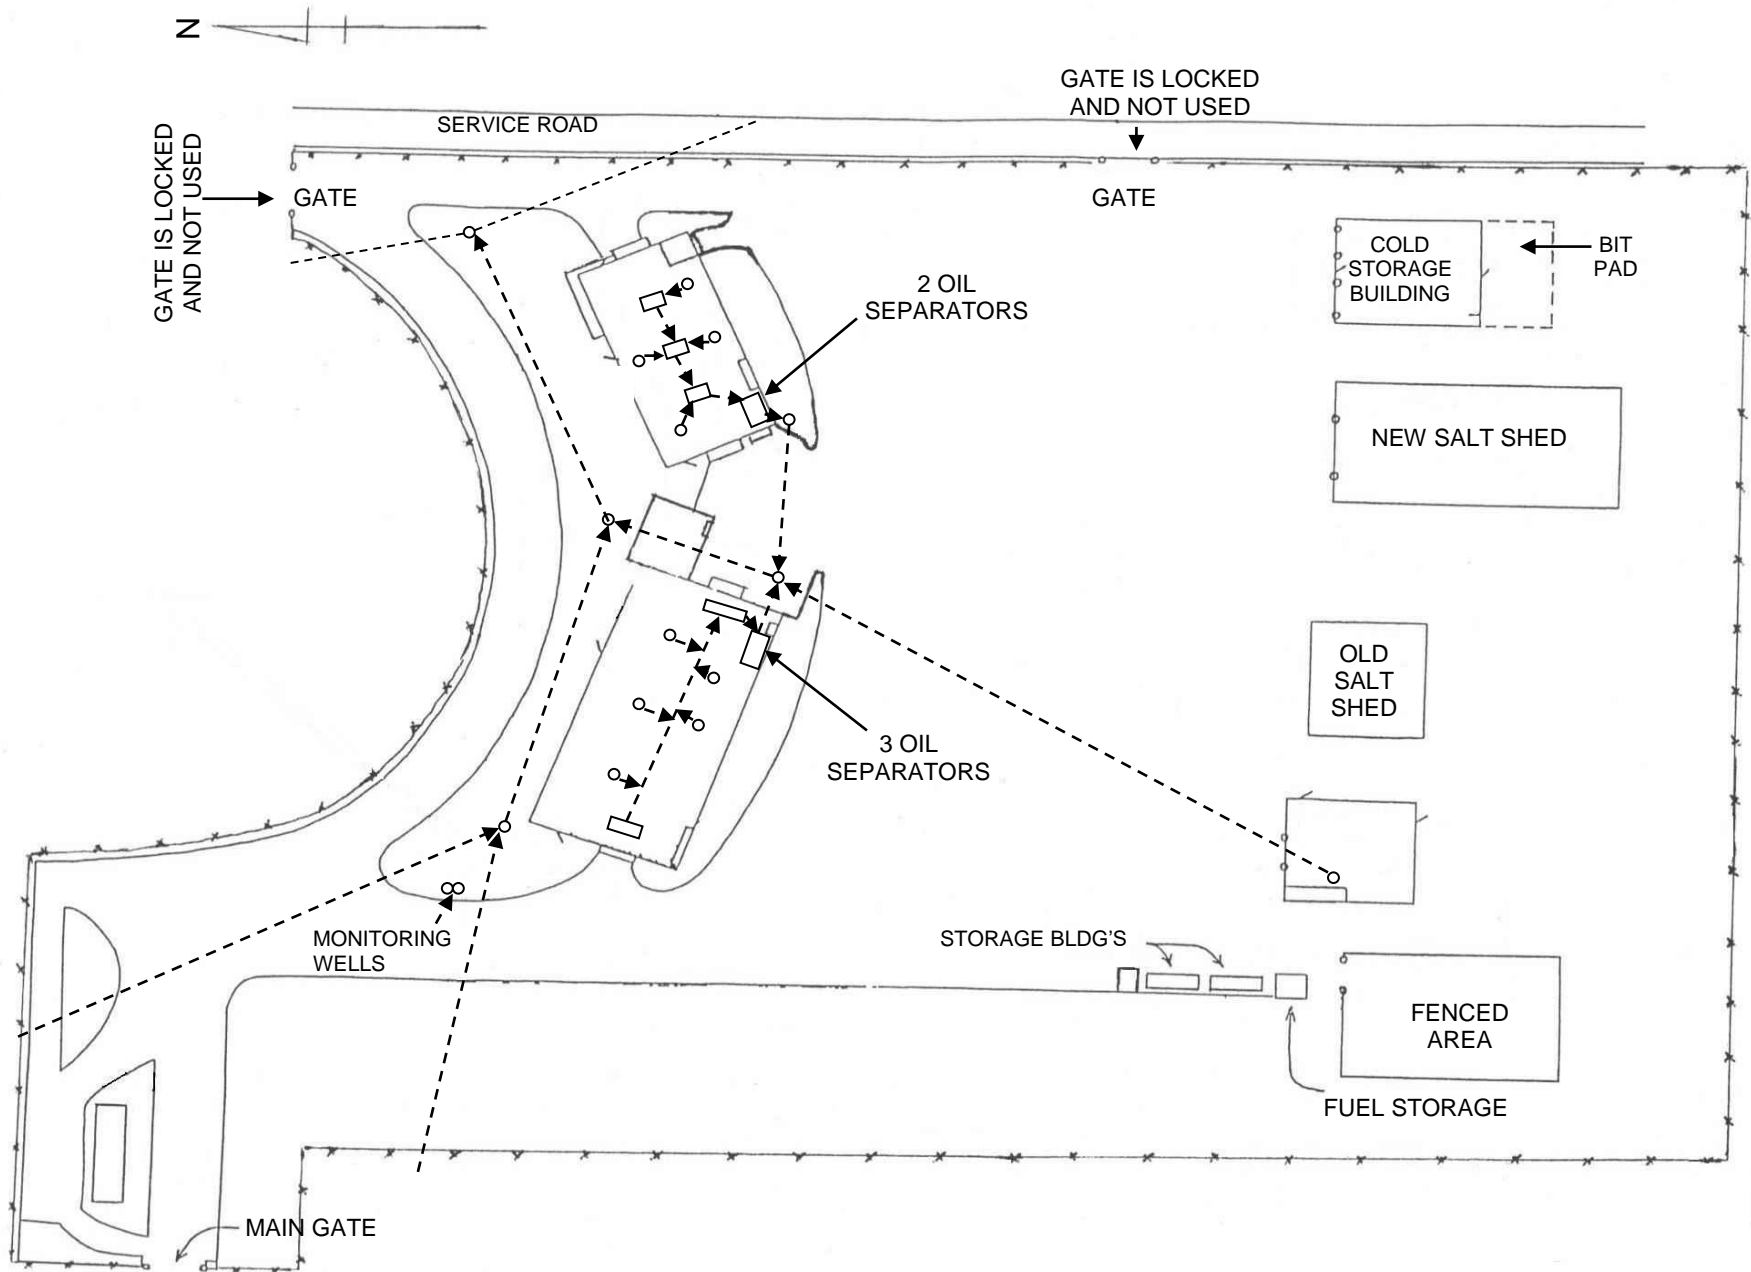 N
GATE IS LOCKED
AND NOT USED
SERVICE ROAD
GATE IS LOCKED
AND NOT USED
GATE
GATE
COLD
STORAGE
BUILDING
BIT
PAD
2 OIL
SEPARATORS
NEW SALT SHED
OLD
SALT
SHED
3 OIL
SEPARATORS
MONITORING
WELLS
STORAGE BLDG'S
FENCED
AREA
FUEL STORAGE
MAIN GATE